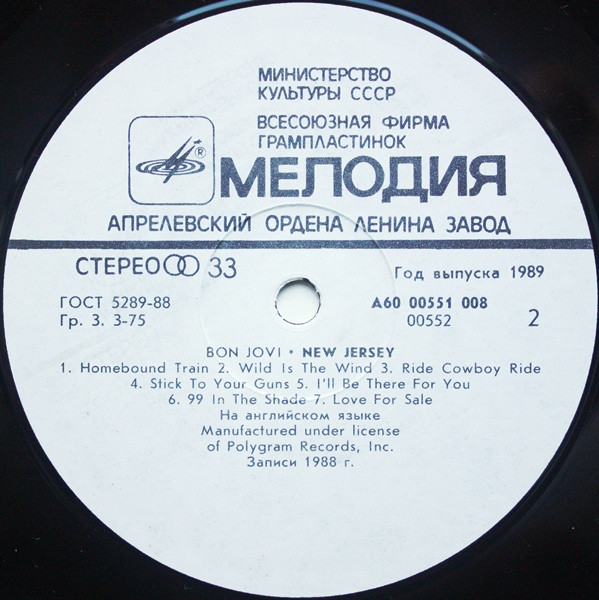 МИНИСТЕРСТВО
КУЛЬТУРЫ СССР
ВСЕСОЮЗНАЯ ФИРМА
ГРАМПЛАСТИНОК
® МЕЛОДИЯ
АПРЕЛЕВСКИЙ ОРДЕНА ЛЕНИНА ЗАВОД
СТЕРЕО 33
Год выпуска 1989
ГОСТ 5289-88
А60 00551 008
Гр. 3. 3-75
00552
2
BON JOVI • NEW JERSEY
1. Homebound Train 2. Wild Is The Wind 3. Ride Cowboy Ride
4. Stick To Your Guns 5. I'll Be There For You
6. 99 In The Shade 7. Love For Sale
На английском языке
Manufactured under license
of Polygram Records, Inc.
Записи 1988 г.